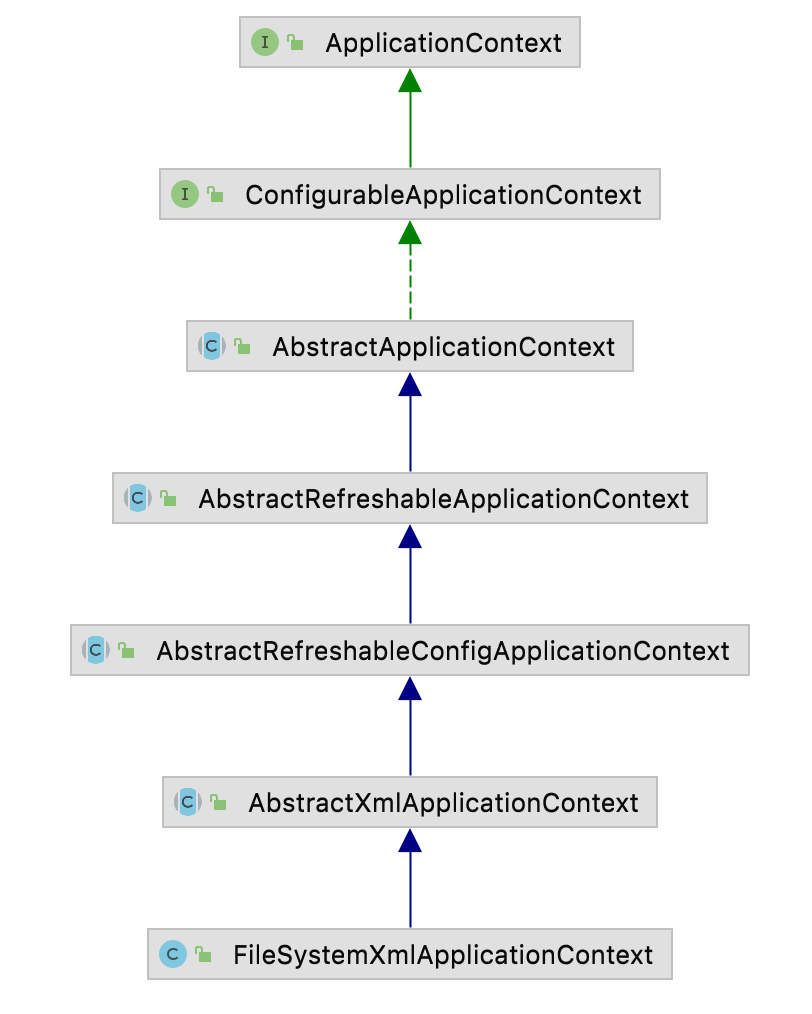 I ApplicationContext
I ConfigurableApplicationContext
C AbstractApplicationContext
C AbstractRefreshableApplicationContext
C AbstractRefreshableConfigApplicationContext
C AbstractXmlApplicationContext
C FileSystemXmlApplicationContext